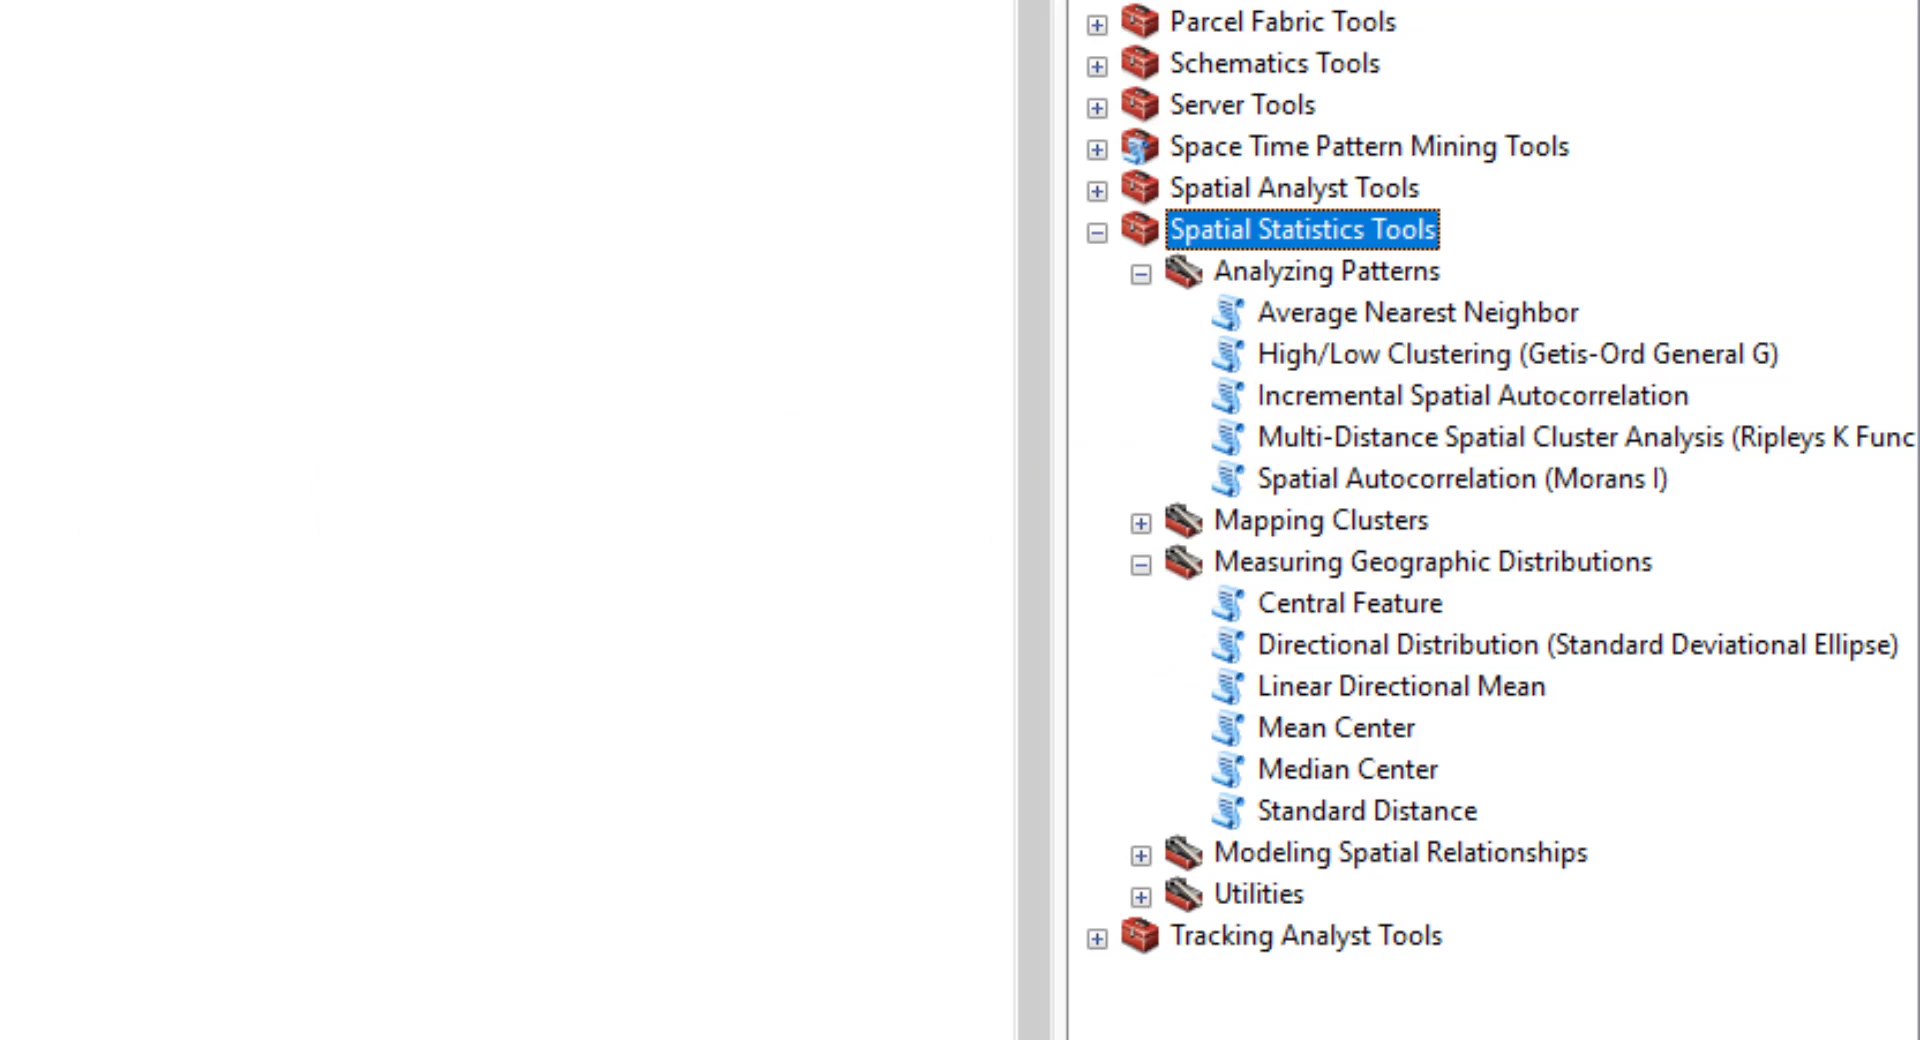 Parcel Fabric Tools
Schematics Tools
Server Tools
Space Time Pattern Mining Tools
Spatial Analyst Tools
Spatial Statistics Tools
Analyzing Patterns
Average Nearest Neighbor
High/Low Clustering (Getis-Ord General G)
Incremental Spatial Autocorrelation
Multi-Distance Spatial Cluster Analysis (Ripleys K Func
Spatial Autocorrelation (Morans I)
Mapping Clusters
Measuring Geographic Distributions
Central Feature
Directional Distribution (Standard Deviational Ellipse)
Linear Directional Mean
Mean Center
Median Center
Standard Distance
Modeling Spatial Relationships
Utilities
Tracking Analyst Tools